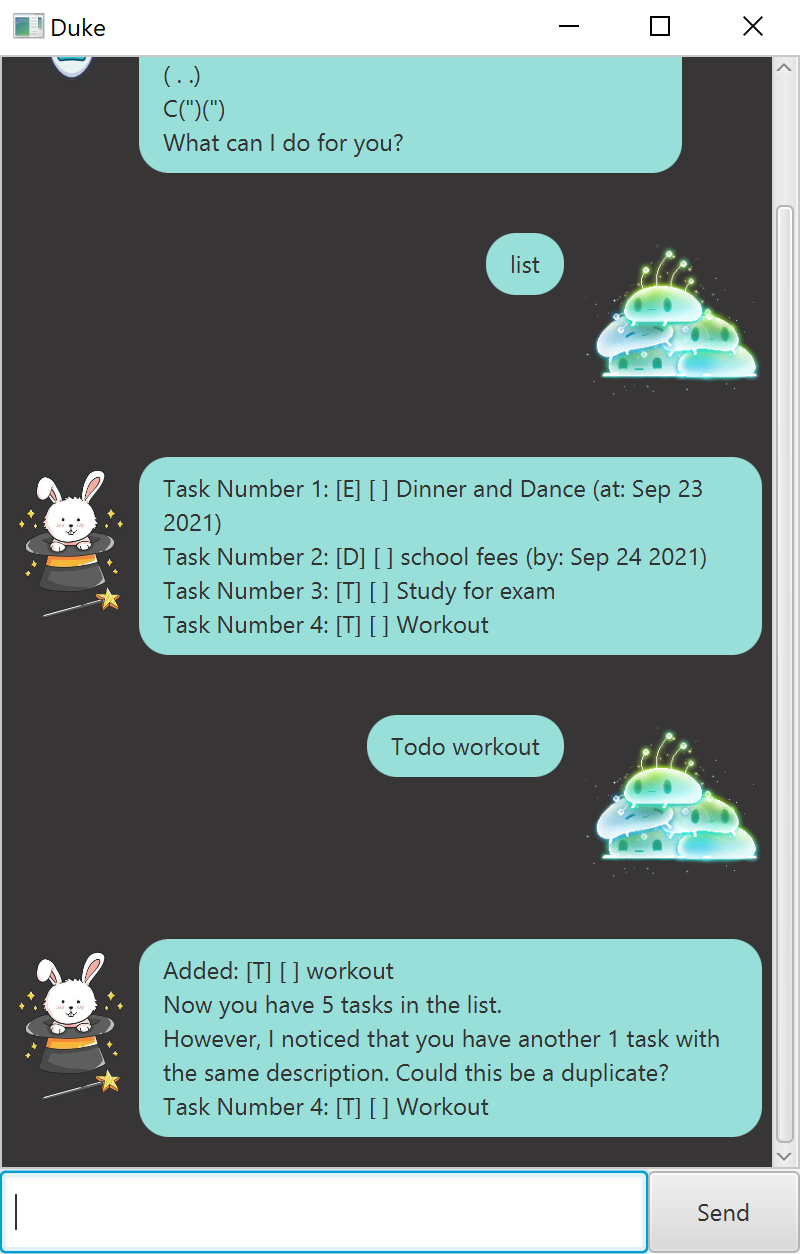 Duke
( . .)
C(")(")
What can I do for you?
list
Task Number 1: [E] [ ] Dinner and Dance (at: Sep 23
2021)
Task Number 2: [D] [ ] school fees (by: Sep 24 2021)
Task Number 3: [T] [ ] Study for exam
Task Number 4: [T] [ ] Workout
Todo workout
Added: [T] [ ] workout
Now you have 5 tasks in the list.
However, I noticed that you have another 1 task with
the same description. Could this be a duplicate?
Task Number 4: [T] [ ] Workout
Send